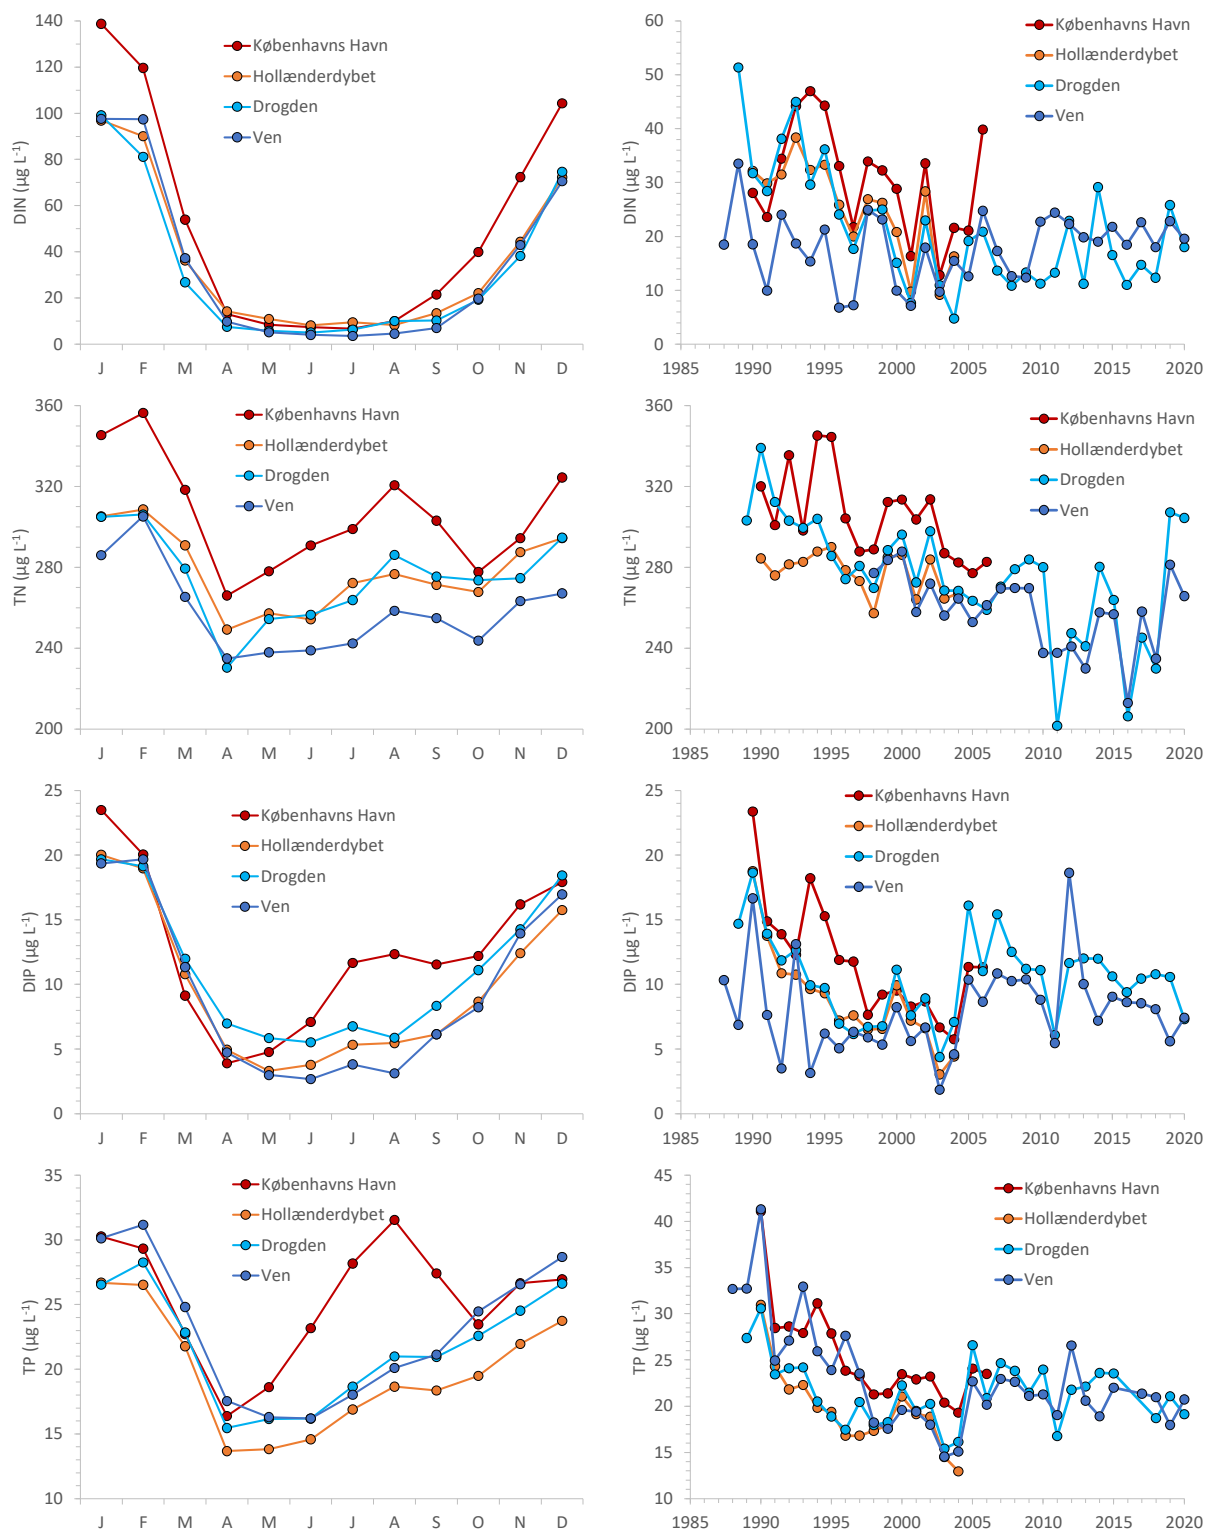 DIN (µg L-1)
140
120
100
80
60
40
20
0
J F M A M J J A S O N D
Københavns Havn
Hollænderdybet
Drogden
Ven
DIN (µg L-1)
60
50
40
30
20
10
0
1985 1990 1995 2000 2005 2010 2015 2020
Københavns Havn
Hollænderdybet
Drogden
Ven
TN (µg L-1)
360
320
280
240
200
J F M A M J J A S O N D
Københavns Havn
Hollænderdybet
Drogden
Ven
TN (µg L-1)
360
320
280
240
200
1985 1990 1995 2000 2005 2010 2015 2020
Københavns Havn
Hollænderdybet
Drogden
Ven
DIP (µg L-1)
25
20
15
10
5
0
J F M A M J J A S O N D
Københavns Havn
Hollænderdybet
Drogden
Ven
DIP (µg L-1)
25
20
15
10
5
0
1985 1990 1995 2000 2005 2010 2015 2020
Københavns Havn
Hollænderdybet
Drogden
Ven
TP (µg L-1)
35
30
25
20
15
10
J F M A M J J A S O N D
Københavns Havn
Hollænderdybet
Drogden
Ven
TP (µg L-1)
45
40
35
30
25
20
15
10
1985 1990 1995 2000 2005 2010 2015 2020
Københavns Havn
Hollænderdybet
Drogden
Ven